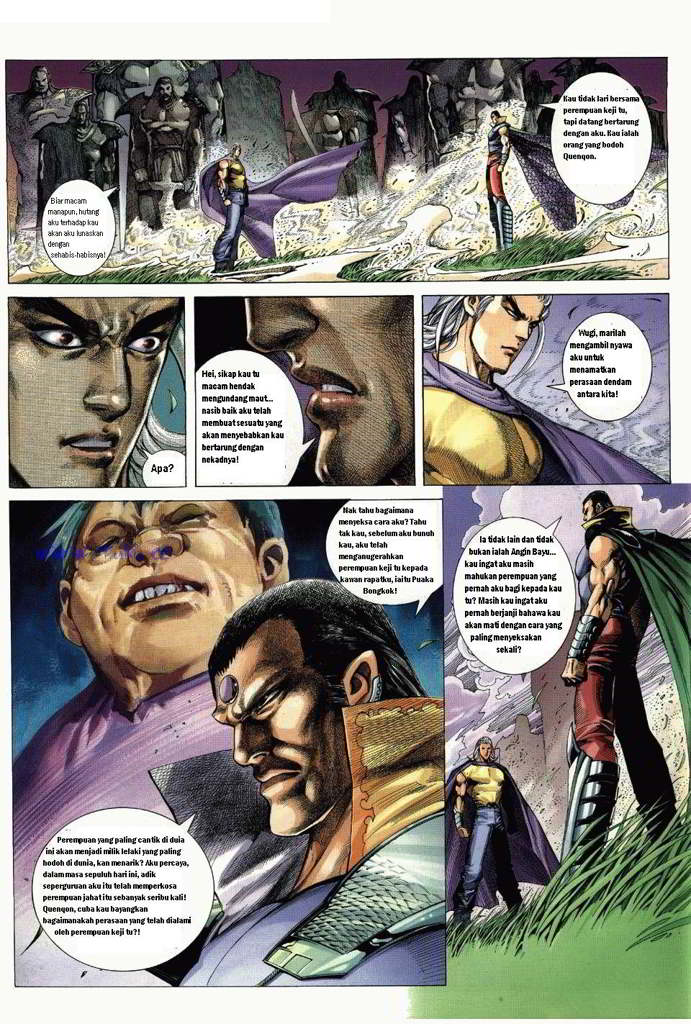 Kau tidak lari bersama
perempuan keji tu,
tapi datang bertarung
dengan aku. Kau ialah
orang yang bodoh
Quenqon.
Biar macam
manapun, hutang
aku terhadap kau
akan aku lunaskan
dengan
sehabis-habisnya!
Apa?
Hei, sikap kau tu
macam hendak
mengundang maut...
nasib baik aku telah
membuat sesuatu yang
akan menyebabkan kau
bertarung dengan
nekadnya!
Wugi, marilah
mengambil nyawa
aku untuk
menamatkan
perasaan dendam
antara kita!
Nak tahu bagaimana
menyeksa cara aku? Tahu
tak kau, sebelum aku bunuh
kau, aku telah
menganugerahkan
perempuan keji tu kepada
kawan rapatku, iaitu Puaka
Bongkok!
Ia tidak lain dan tidak
bukan ialah Angin Bayu...
kau ingat aku masih
mahukan perempuan yang
pernah aku bagi kepada kau
tu? Masih kau ingat aku
pernah berjanji bahawa kau
akan mati dengan cara yang
paling menyeksakan
sekali?
Perempuan yang paling cantik di duia
ini akan menjadi milik lelaki yang paling
hodoh di dunia, kan menarik? Aku percaya,
dalam masa sepuluh hari ini, adik
seperguruan aku itu telah memperkosa
perempuan jahat itu sebanyak seribu kali!
Quenqon, cuba kau bayangkan
bagaimanakah perasaan yang telah dialami
oleh perempuan keji tu?!